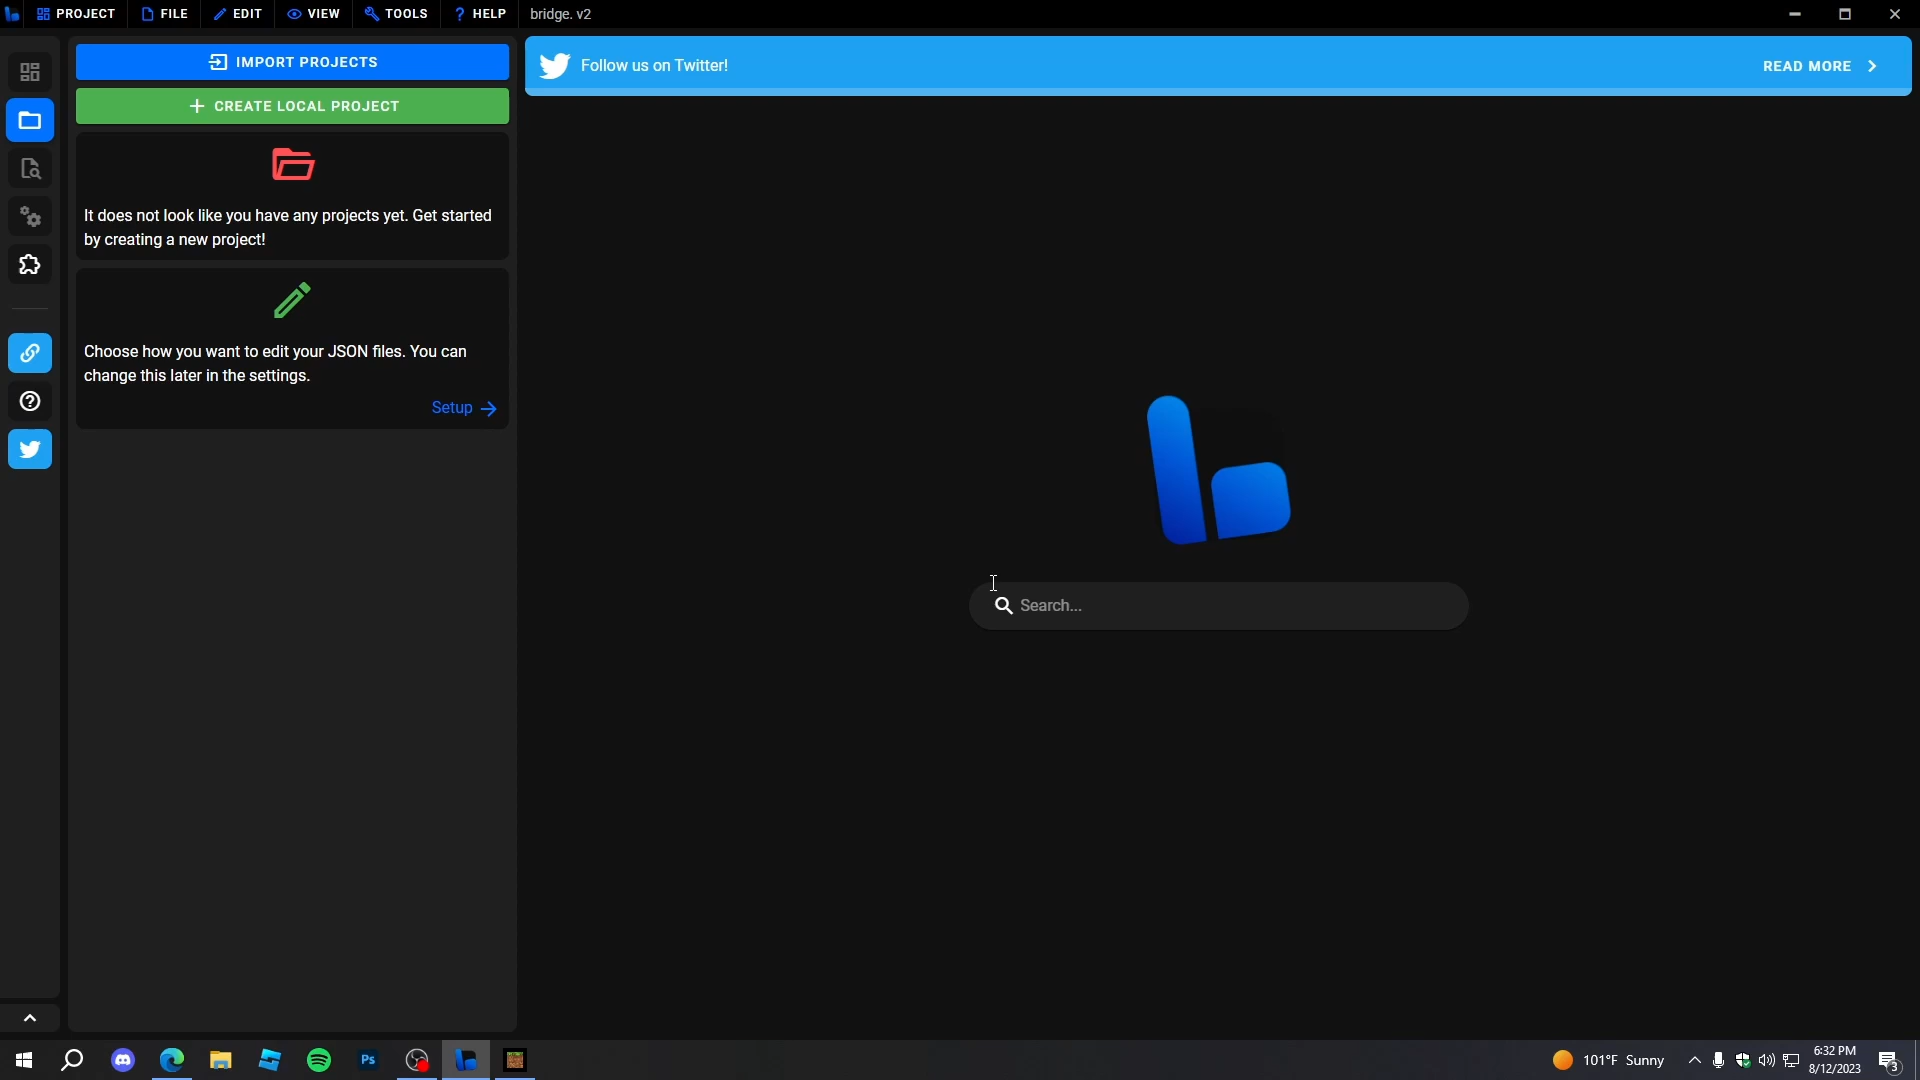 PROJECT FILE EDIT VIEW TOOLS ? HELP bridge. v2
IMPORT PROJECTS
Follow us on Twitter! READ MORE
+ CREATE LOCAL PROJECT
It does not look like you have any projects yet. Get started
by creating a new project!
Choose how you want to edit your JSON files. You can
change this later in the settings.
Setup
Search...
Ps
101°F Sunny
6:32 PM
8/12/2023
3